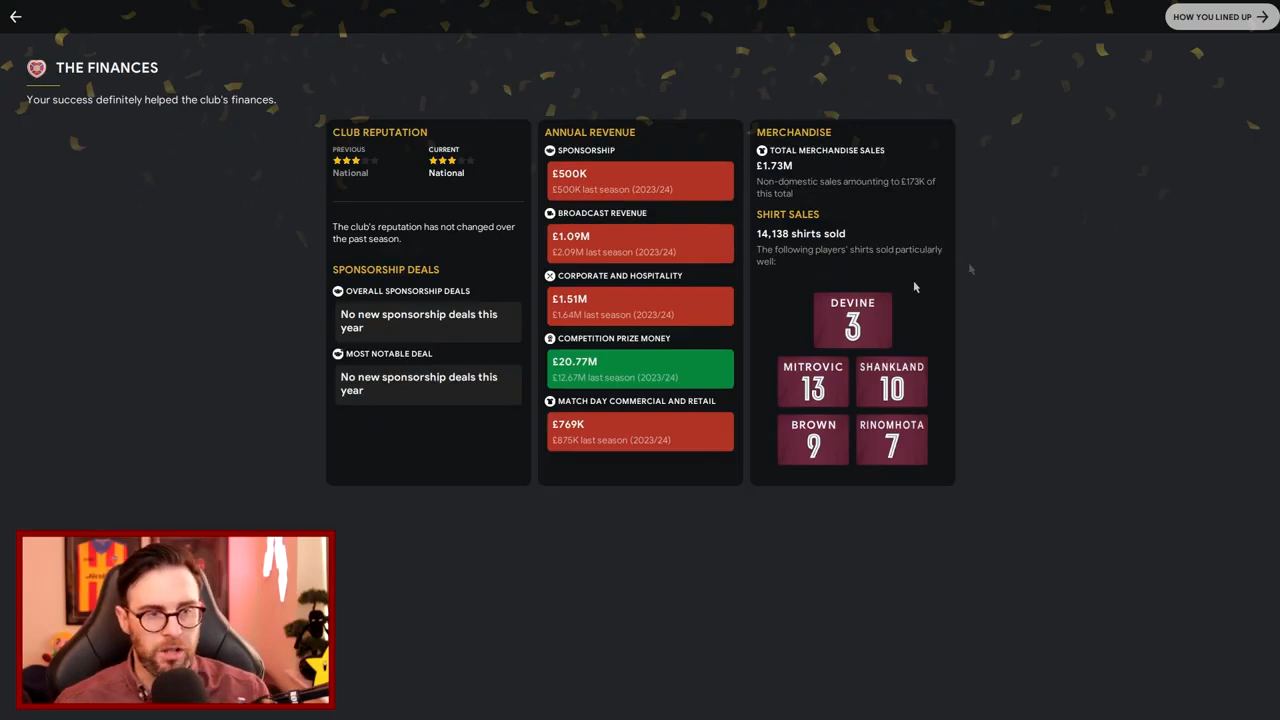 HOW YOU LINED UP
THE FINANCES
Your success definitely helped the club's finances.
CLUB REPUTATION
PREVIOUS
CURRENT
National
National
The club's reputation has not changed over
the past season.
SPONSORSHIP DEALS
OVERALL SPONSORSHIP DEALS
No new sponsorship deals this
year
MOST NOTABLE DEAL
No new sponsorship deals this
year
ANNUAL REVENUE
SPONSORSHIP
£500K
£500K last season (2023/24)
BROADCAST REVENUE
£1.09M
£2.09M last season (2023/24)
CORPORATE AND HOSPITALITY
£1.51M
£1.64M last season (2023/24)
COMPETITION PRIZE MONEY
£20.77M
£12.67M last season (2023/24)
MATCH DAY COMMERCIAL AND RETAIL
£769K
£875K last season (2023/24)
MERCHANDISE
TOTAL MERCHANDISE SALES
£1.73M
Non-domestic sales amounting to £173K of
this total
SHIRT SALES
14,138 shirts sold
The following players' shirts sold particularly
well:
DEVINE
3
MITROVIC
13
SHANKLAND
10
BROWN
9
RINOMHOTA
7